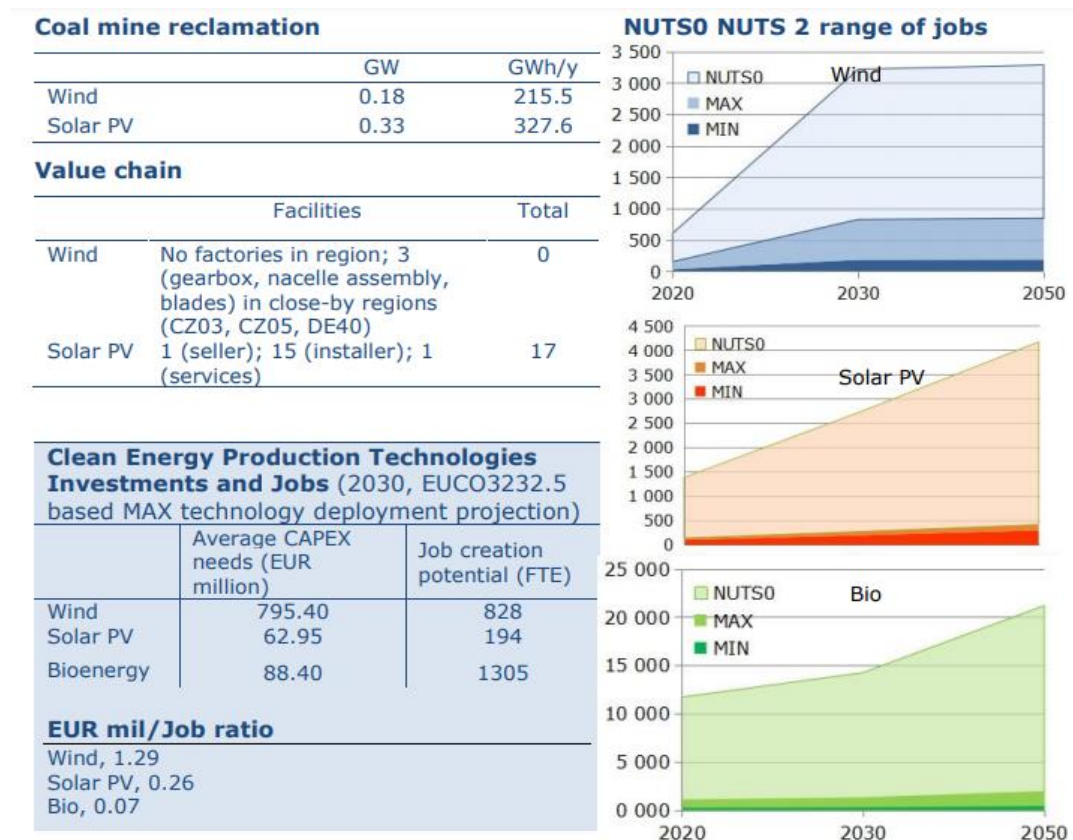 Coal mine reclamation
GW GWh/y
Wind 0.18 215.5
Solar PV 0.33 327.6
Value chain
Facilities Total
Wind No factories in region; 3 0
(gearbox, nacelle assembly,
blades) in close-by regions
(CZ03, CZ05, DE40)
Solar PV 1 (seller); 15 (installer); 1 17
(services)
Clean Energy Production Technologies
Investments and Jobs (2030, EUCO3232.5
based MAX technology deployment projection)
Average CAPEX
needs (EUR
million)
Job creation
potential (FTE)
Wind 795.40 828
Solar PV 62.95 194
Bioenergy 88.40 1305
EUR mil/Job ratio
Wind, 1.29
Solar PV, 0.26
Bio, 0.07
NUTS0 NUTS 2 range of jobs
3 500
3 000
2 500
2 000
1 500
1 000
500
0
NUTS0
MAX
MIN
Wind
2020 2030 2050
4 500
4 000
3 500
3 000
2 500
2 000
1 500
1 000
500
0
NUTS0
MAX
MIN
Solar PV
25 000
20 000
15 000
10 000
5 000
0 000
NUTS0
MAX
MIN
Bio
2020 2030 2050